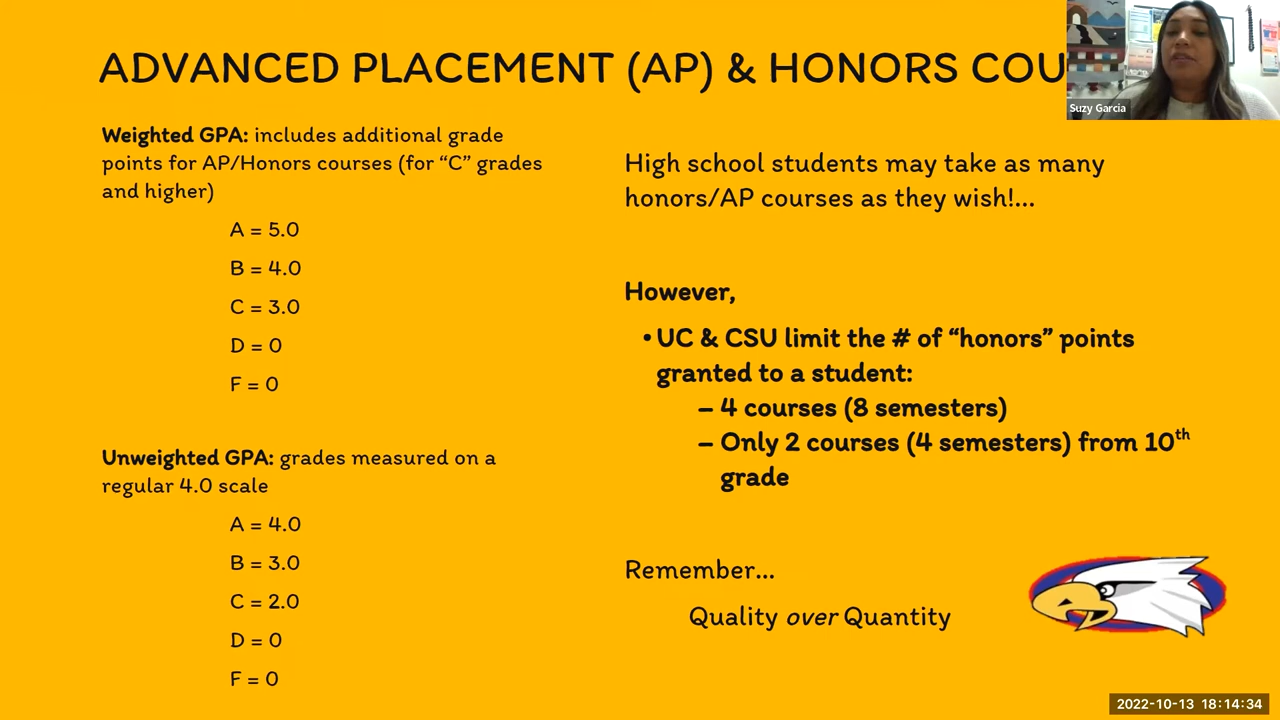 ADVANCED PLACEMENT (AP) & HONORS COU
Suzy Garcia
Weighted GPA: includes additional grade
points for AP/Honors courses (for “C” grades
and higher)
A = 5.0
B = 4.0
C = 3.0
D = 0
F = 0
Unweighted GPA: grades measured on a
regular 4.0 scale
A = 4.0
B = 3.0
C = 2.0
D = 0
F = 0
High school students may take as many
honors/AP courses as they wish!...
However,
• UC & CSU limit the # of “honors” points
granted to a student:
– 4 courses (8 semesters)
– Only 2 courses (4 semesters) from 10th
grade
Remember...
Quality over Quantity
2022-10-13 18:14:34